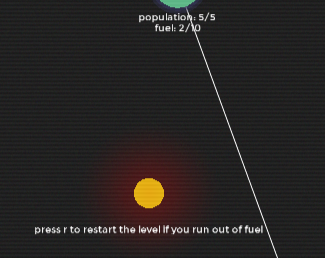 population: 5/5
fuel: 2/10
press r to restart the level if you run out of fuel